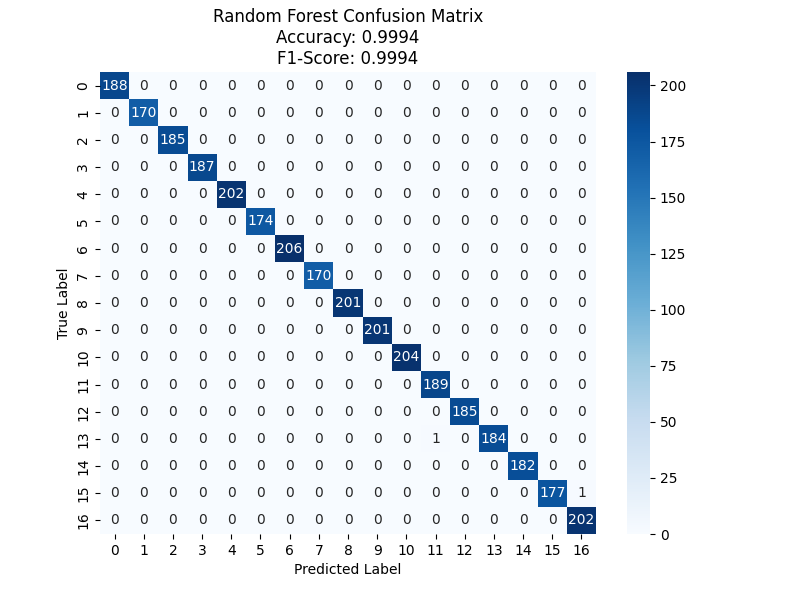 Random Forest Confusion Matrix
Accuracy: 0.9994
F1-Score: 0.9994
0 188 0 0 0 0 0 0 0 0 0 0 0 0 0 0 0 0
1 0 170 0 0 0 0 0 0 0 0 0 0 0 0 0 0 0
2 0 0 185 0 0 0 0 0 0 0 0 0 0 0 0 0 0
3 0 0 0 187 0 0 0 0 0 0 0 0 0 0 0 0 0
4 0 0 0 0 202 0 0 0 0 0 0 0 0 0 0 0 0
5 0 0 0 0 0 174 0 0 0 0 0 0 0 0 0 0 0
6 0 0 0 0 0 0 206 0 0 0 0 0 0 0 0 0 0
7 0 0 0 0 0 0 0 170 0 0 0 0 0 0 0 0 0
8 0 0 0 0 0 0 0 0 201 0 0 0 0 0 0 0 0
9 0 0 0 0 0 0 0 0 0 201 0 0 0 0 0 0 0
10 0 0 0 0 0 0 0 0 0 0 204 0 0 0 0 0 0
11 0 0 0 0 0 0 0 0 0 0 0 189 0 0 0 0 0
12 0 0 0 0 0 0 0 0 0 0 0 0 185 0 0 0 0
13 0 0 0 0 0 0 0 0 0 0 0 1 0 184 0 0 0
14 0 0 0 0 0 0 0 0 0 0 0 0 0 0 182 0 0
15 0 0 0 0 0 0 0 0 0 0 0 0 0 0 0 177 1
16 0 0 0 0 0 0 0 0 0 0 0 0 0 0 0 0 202
0 1 2 3 4 5 6 7 8 9 10 11 12 13 14 15 16
Predicted Label
True Label
200
175
150
125
100
75
50
25
0